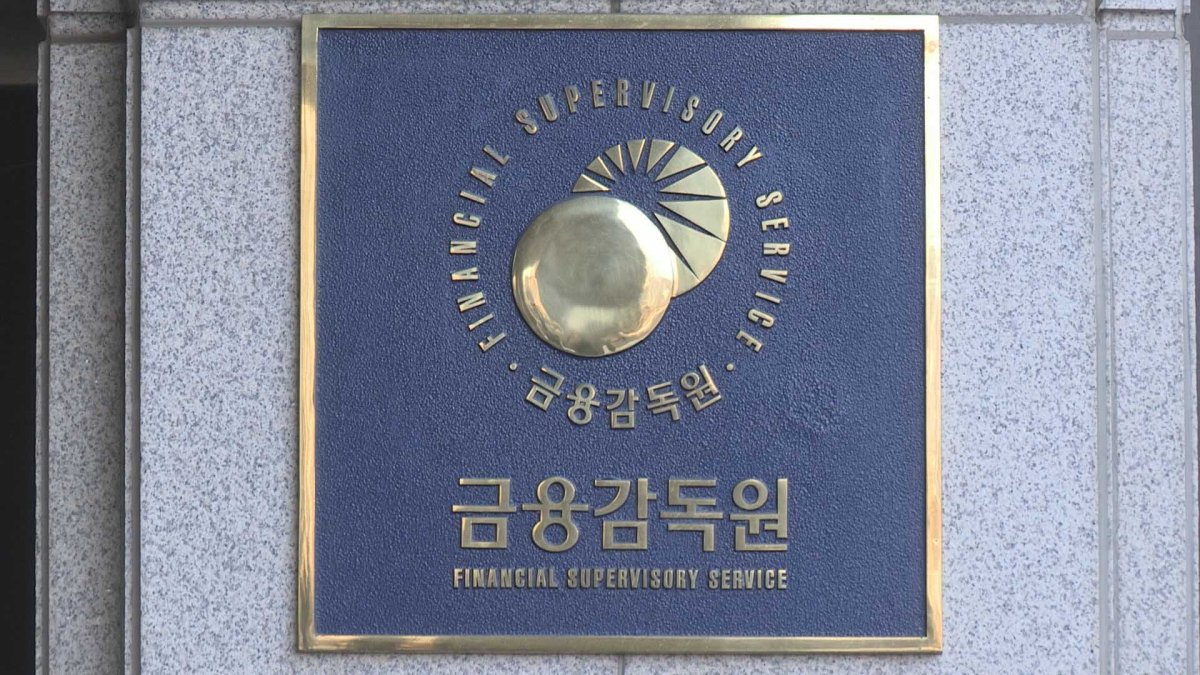 · FINANCIAL SUPERVISORY SERVICE ·
금융감독원
금융감독원
FINANCIAL SUPERVISORY SERVICE